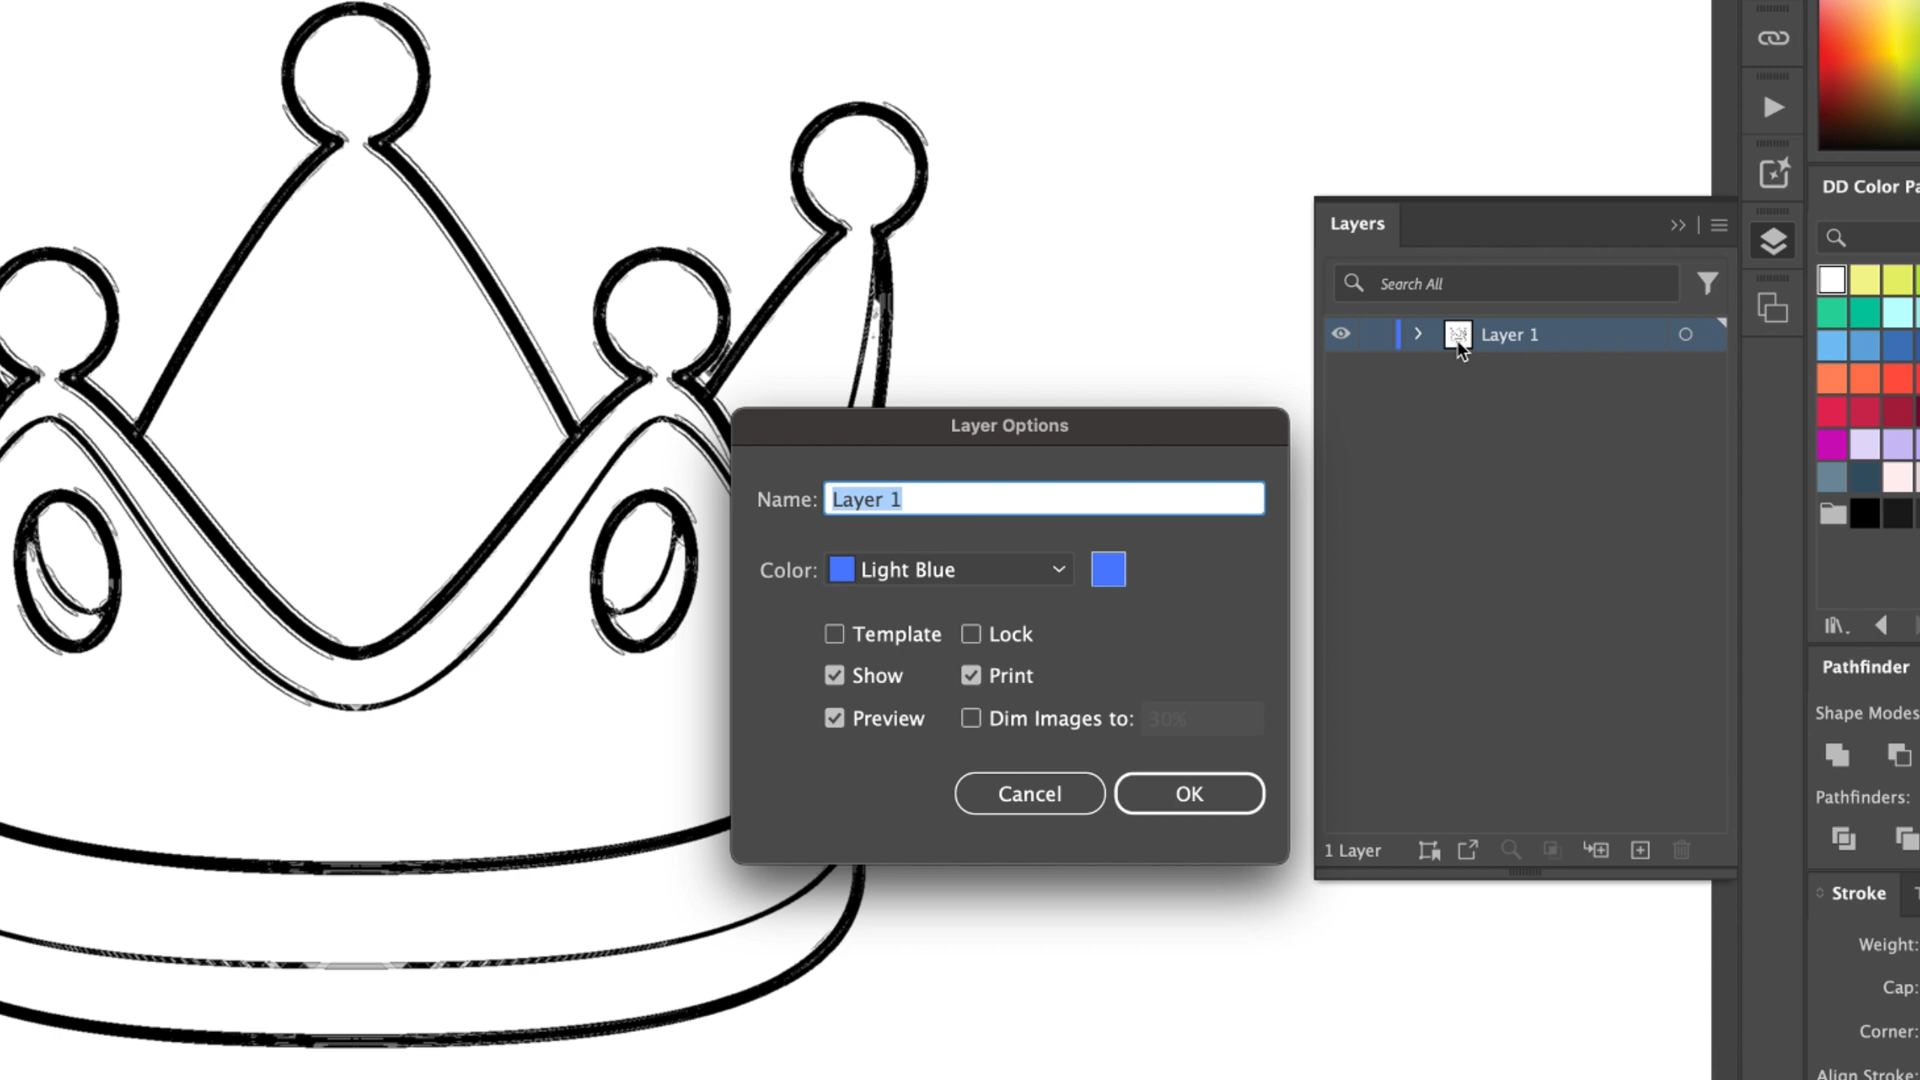 DD Color Pa
Layers
Search All
Layer 1
Layer Options
Name: Layer 1
Color: Light Blue
Template Lock
Show Print
Preview Dim Images to: 30%
Cancel OK
1 Layer
Pathfinder
Shape Modes
Pathfinders:
Stroke
Weight:
Cap:
Corner:
Align Stroke: